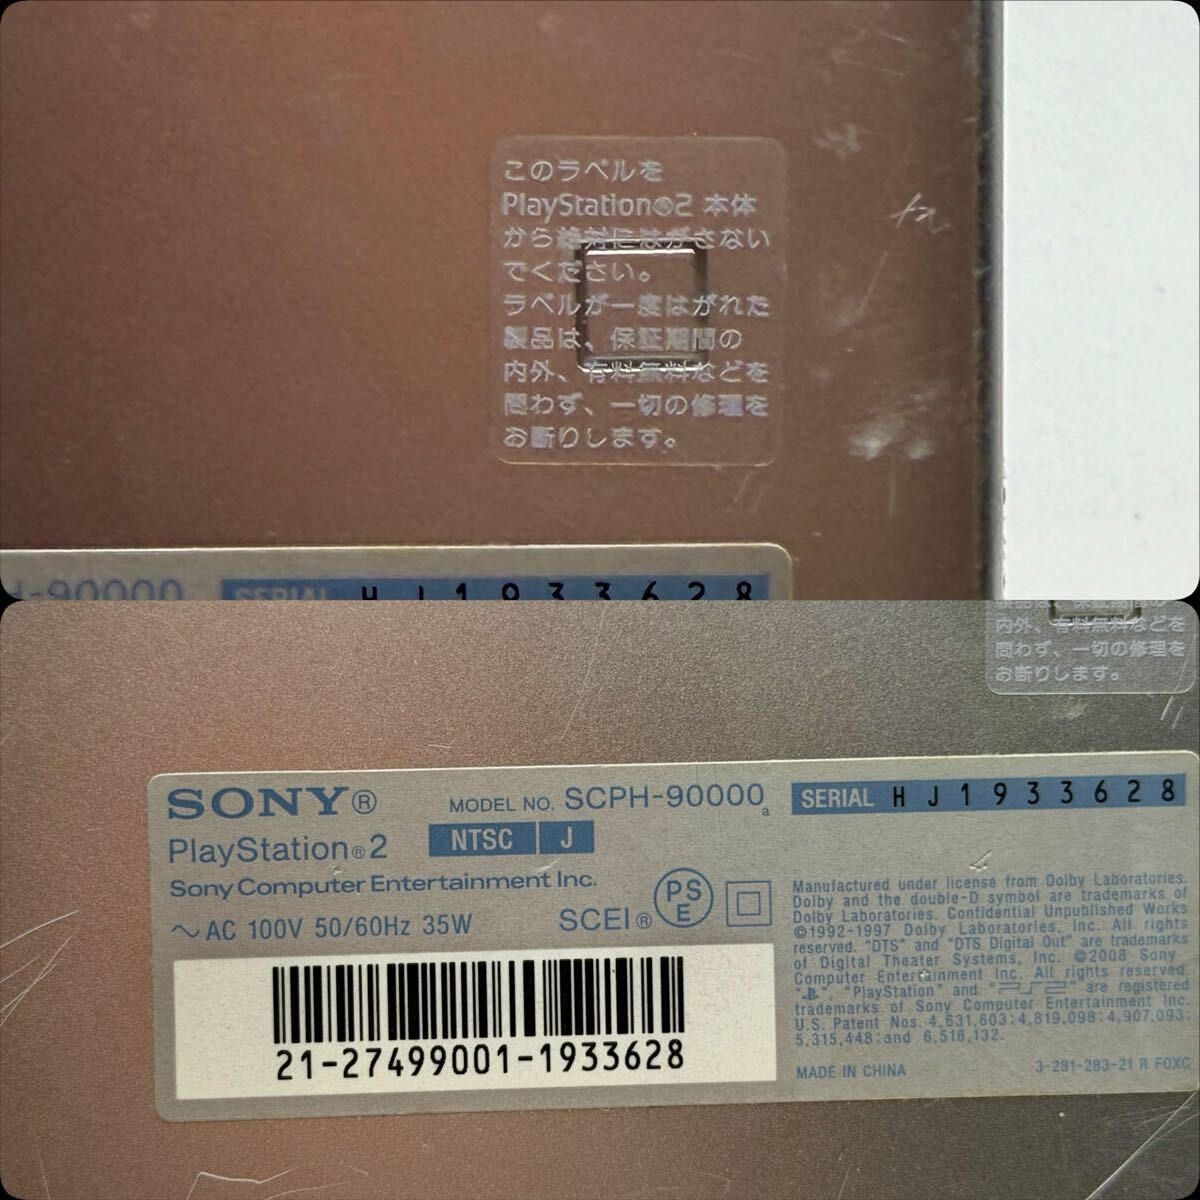 このラベルを
PlayStation®2 本体
から絶対にはがさない
でください。
ラベルが一度はがれた
製品は、保証期間の
内外、有料無料などを
問わず、一切の修理を
お断りします。
H-90000 SERIAL H J 1 9 3 3 6 2 8
製品は、保証期間の
内外、有料無料などを
問わず、一切の修理を
お断りします。
SONY® MODEL NO. SCPH-90000 a SERIAL H J 1 9 3 3 6 2 8
PlayStation®2 NTSC J
Sony Computer Entertainment Inc.
~ AC 100V 50/60Hz 35W SCEI® PSE
21-27499001-1933628
Manufactured under license from Dolby Laboratories.
Dolby and the double-D symbol are trademarks of
Dolby Laboratories. Confidential Unpublished Works
©1992-1997 Dolby Laboratories, Inc. All rights
reserved. "DTS" and "DTS Digital Out" are trademarks
of Digital Theater Systems, Inc. ©2008 Sony
Computer Entertainment Inc. All rights reserved.
" ", "PlayStation" and "PS2" are registered
trademarks of Sony Computer Entertainment Inc.
U.S. Patent Nos. 4,631,603;4,819,098;4,907,093;
5,315,448;and 6,516,132.
MADE IN CHINA 3-281-283-21 R FOXC